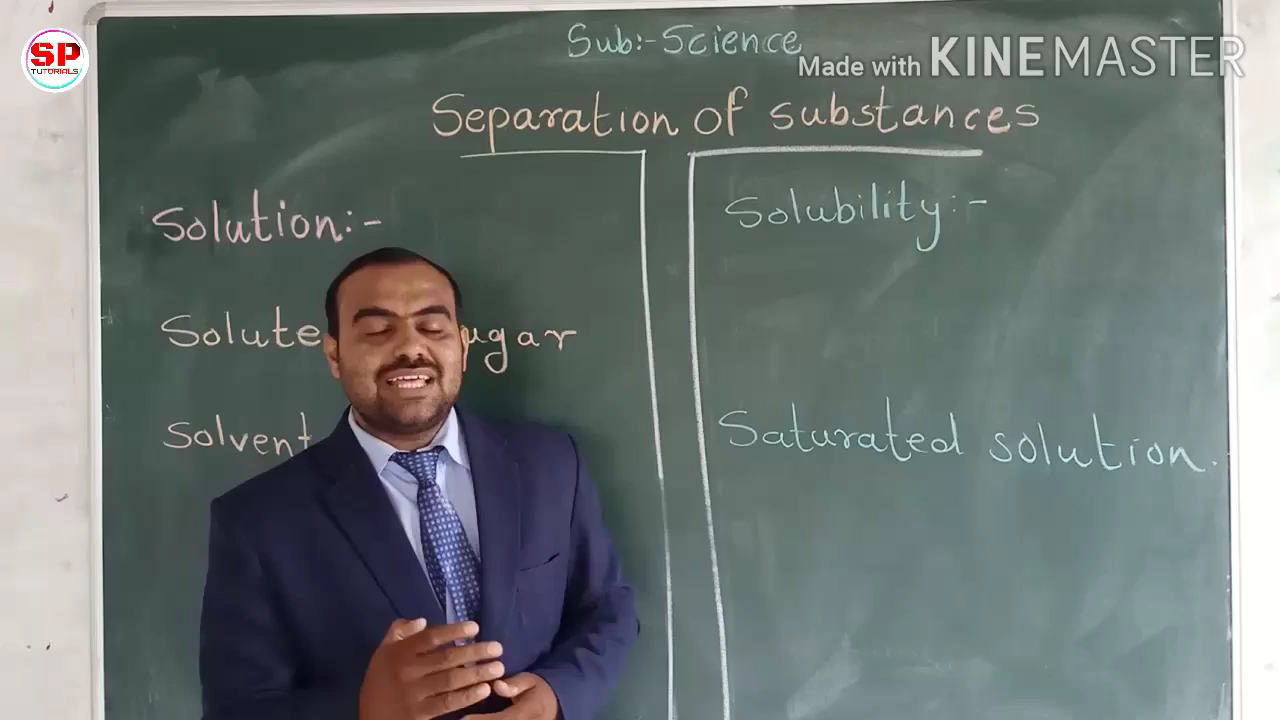 SP
TUTORIALS
Sub:- Science
Made with KINEMASTER
Separation of substances
Solution:-
Solute
ugar
Solvent
Solubility:-
Saturated solution.